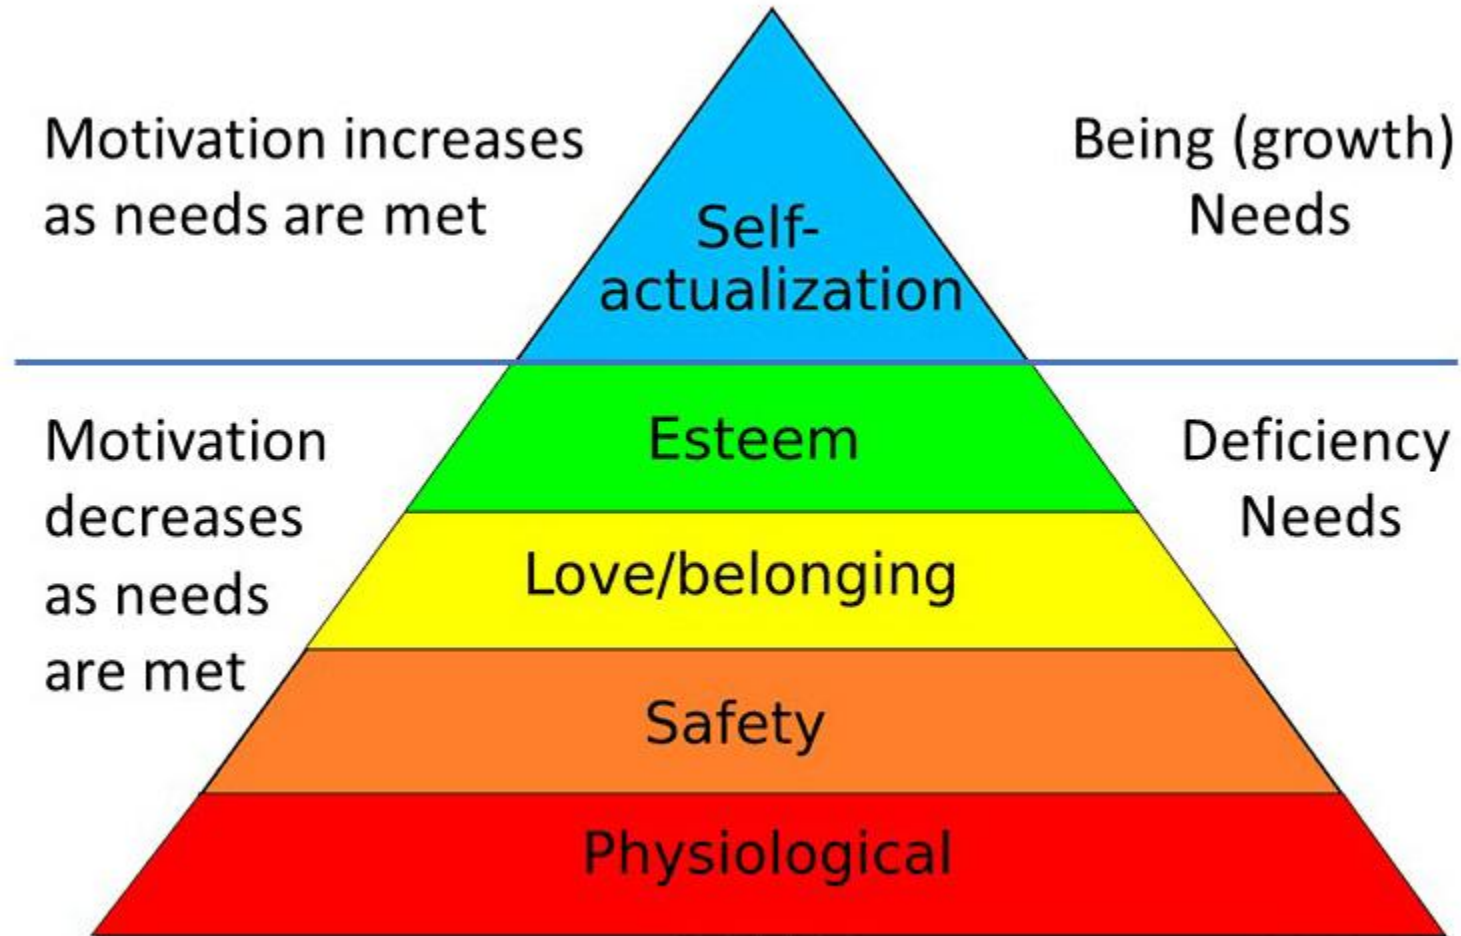 Motivation increases
as needs are met
Being (growth)
Needs
Self-
actualization
Motivation
decreases
as needs
are met
Deficiency
Needs
Esteem
Love/belonging
Safety
Physiological